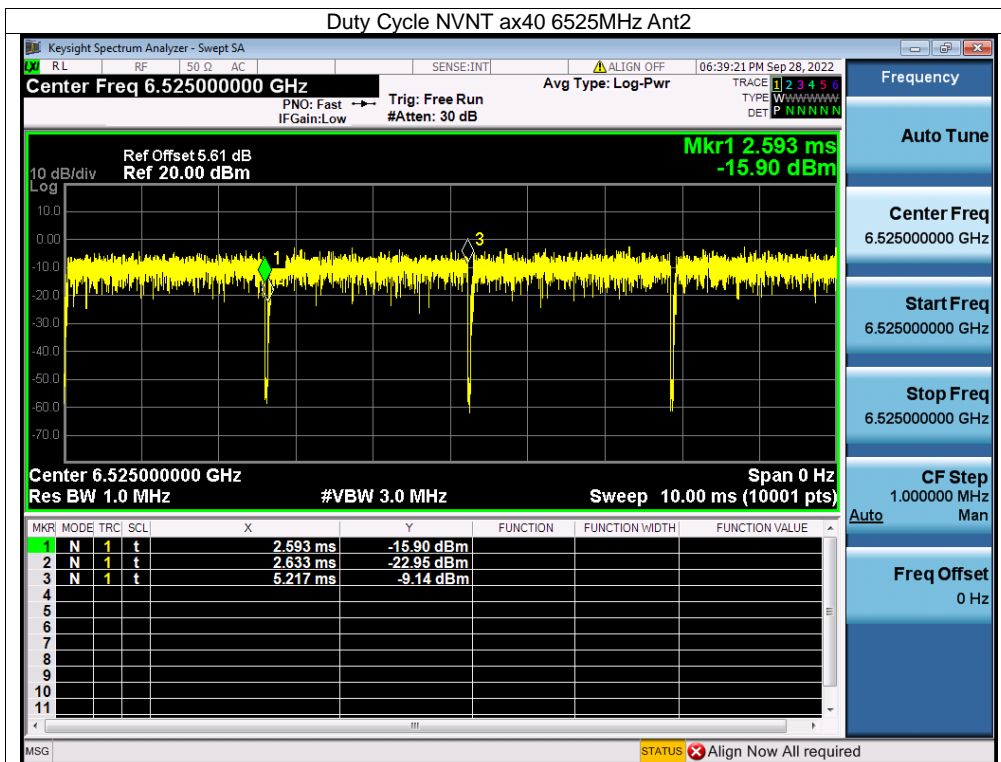 Duty Cycle NVNT ax40 6525MHz Ant2
Keysight Spectrum Analyzer - Swept SA
LXI RL RF 50 Ω AC SENSE:INT ALIGN OFF 06:39:21 PM Sep 28, 2022
Center Freq 6.525000000 GHz Avg Type: Log-Pwr TRACE 1 2 3 4 5 6
PNO: Fast Trig: Free Run TYPE WWWWWW
IFGain:Low #Atten: 30 dB DET P N N N N N
Frequency
Auto Tune
Center Freq
6.525000000 GHz
Start Freq
6.525000000 GHz
Stop Freq
6.525000000 GHz
CF Step
1.000000 MHz
Auto Man
Freq Offset
0 Hz
Mkr1 2.593 ms
-15.90 dBm
Ref Offset 5.61 dB
10 dB/div Ref 20.00 dBm
Log
10.0
0.00
-10.0
-20.0
-30.0
-40.0
-50.0
-60.0
-70.0
1
3
Center 6.525000000 GHz Span 0 Hz
Res BW 1.0 MHz #VBW 3.0 MHz Sweep 10.00 ms (10001 pts)
MKR MODE TRC SCL X Y FUNCTION FUNCTION WIDTH FUNCTION VALUE
1 N 1 t 2.593 ms -15.90 dBm
2 N 1 t 2.633 ms -22.95 dBm
3 N 1 t 5.217 ms -9.14 dBm
4
5
6
7
8
9
10
11
MSG STATUS Align Now All required